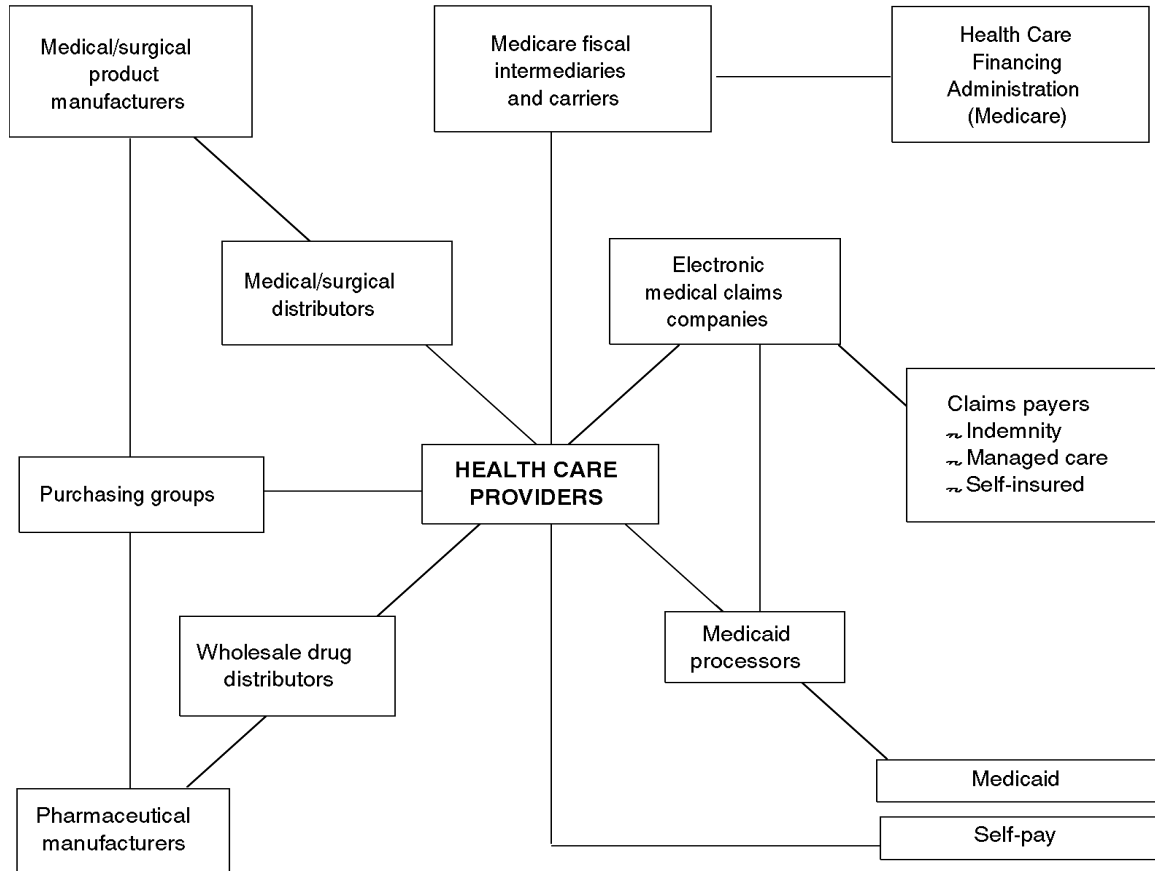 Medical/surgical
product
manufacturers
Medicare fiscal
intermediaries
and carriers
Health Care
Financing
Administration
(Medicare)
Medical/surgical
distributors
Electronic
medical claims
companies
Claims payers
Indemnity
Managed care
Self-insured
Purchasing groups
HEALTH CARE
PROVIDERS
Wholesale drug
distributors
Medicaid
processors
Pharmaceutical
manufacturers
Medicaid
Self-pay